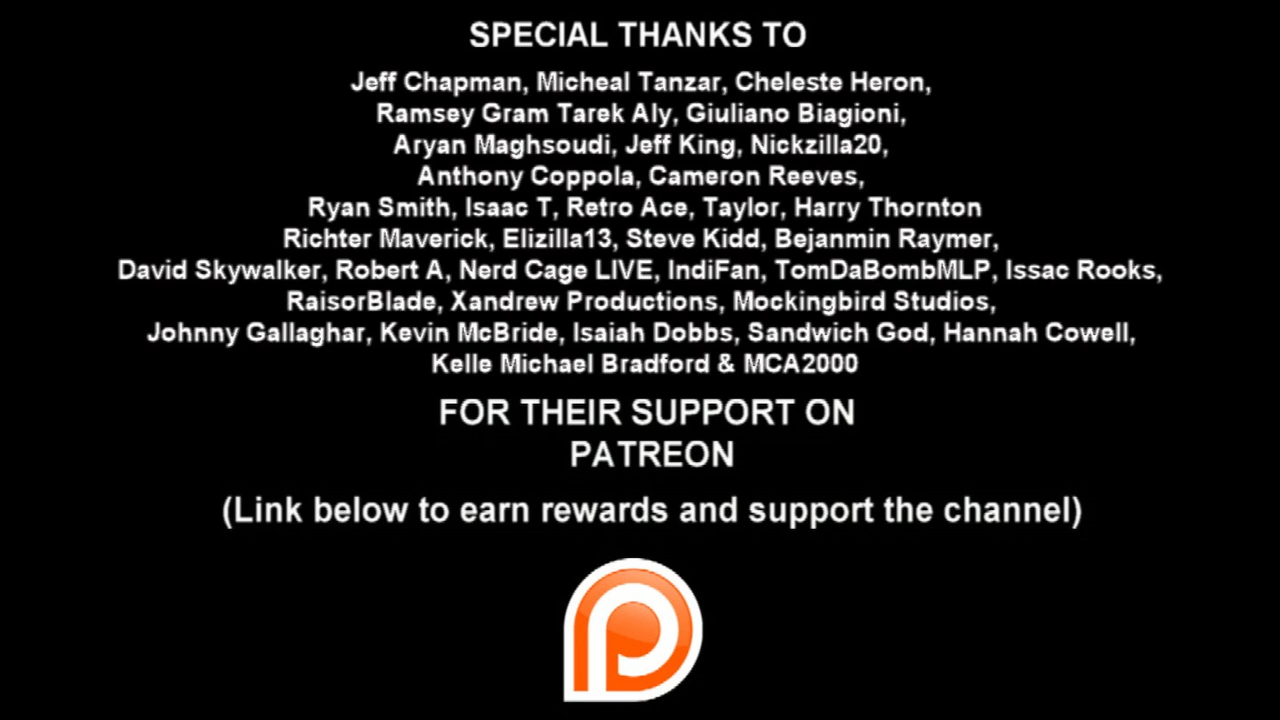 SPECIAL THANKS TO
Jeff Chapman, Micheal Tanzar, Cheleste Heron,
Ramsey Gram Tarek Aly, Giuliano Biagioni,
Aryan Maghsoudi, Jeff King, Nickzilla20,
Anthony Coppola, Cameron Reeves,
Ryan Smith, Isaac T, Retro Ace, Taylor, Harry Thornton
Richter Maverick, Elizilla13, Steve Kidd, Bejanmin Raymer,
David Skywalker, Robert A, Nerd Cage LIVE, IndiFan, TomDaBombMLP, Issac Rooks,
RaisorBlade, Xandrew Productions, Mockingbird Studios,
Johnny Gallaghar, Kevin McBride, Isaiah Dobbs, Sandwich God, Hannah Cowell,
Kelle Michael Bradford & MCA2000
FOR THEIR SUPPORT ON
PATREON
(Link below to earn rewards and support the channel)